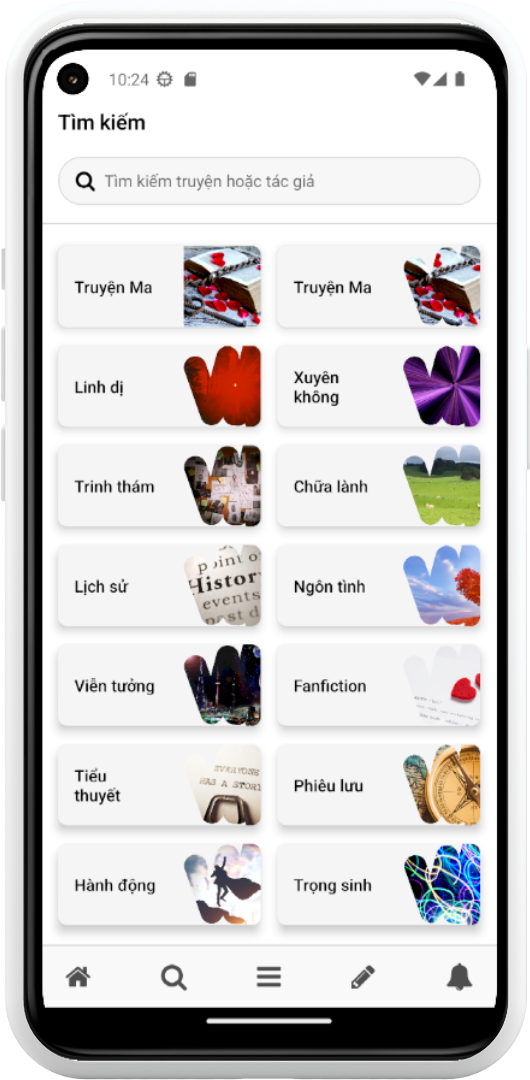 10:24
Tìm kiếm
Tìm kiếm truyện hoặc tác giả
Truyện Ma
Truyện Ma
Linh dị
Xuyên
không
Trinh thám
Chữa lành
Lịch sử
point o
History
events
past d
Ngôn tình
Viễn tưởng
Fanfiction
Tiểu
thuyết
EVERYONE
HAS A STORY
Phiêu lưu
Hành động
Trọng sinh